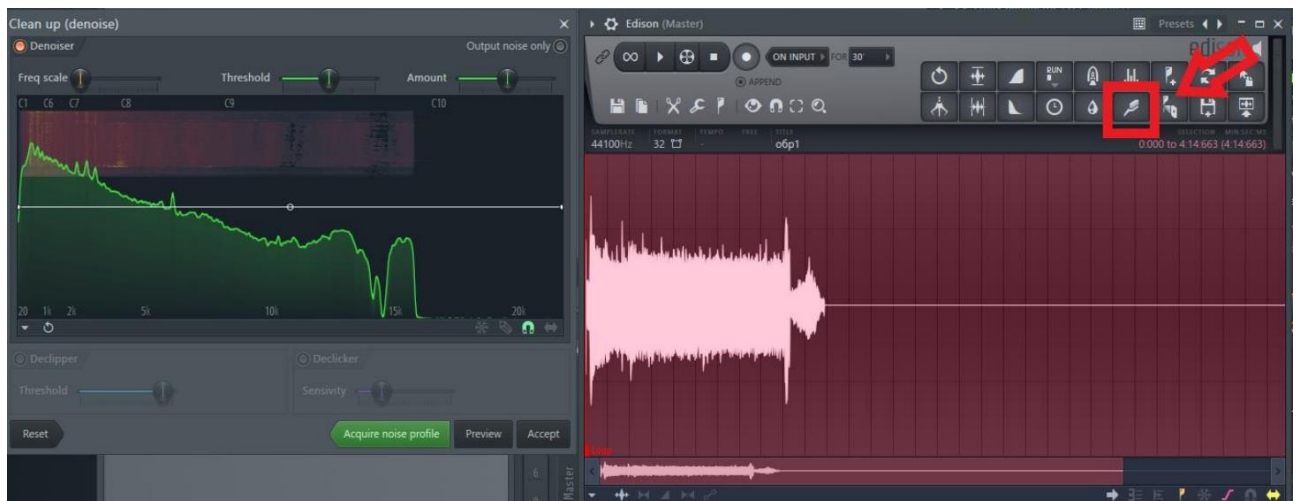 Clean up (denoise)
Denoiser
Output noise only
Freq scale
Threshold
Amount
C1 C6 C7 C8 C9 C10
20 1k 2k 5k 10k 15k 20k
Declipper
Declicker
Threshold
Sensivity
Reset
Acquire noise profile
Preview
Accept
6
Master
Edison (Master)
Presets
ON INPUT
FOR
30'
APPEND
RUN
SAMPLERATE
FORMAT
TEMPO
FREE
TITLE
SELECTION
MIN:SEC:MS
44100Hz
32
обр1
0:000 to 4:14:663 (4:14:663)